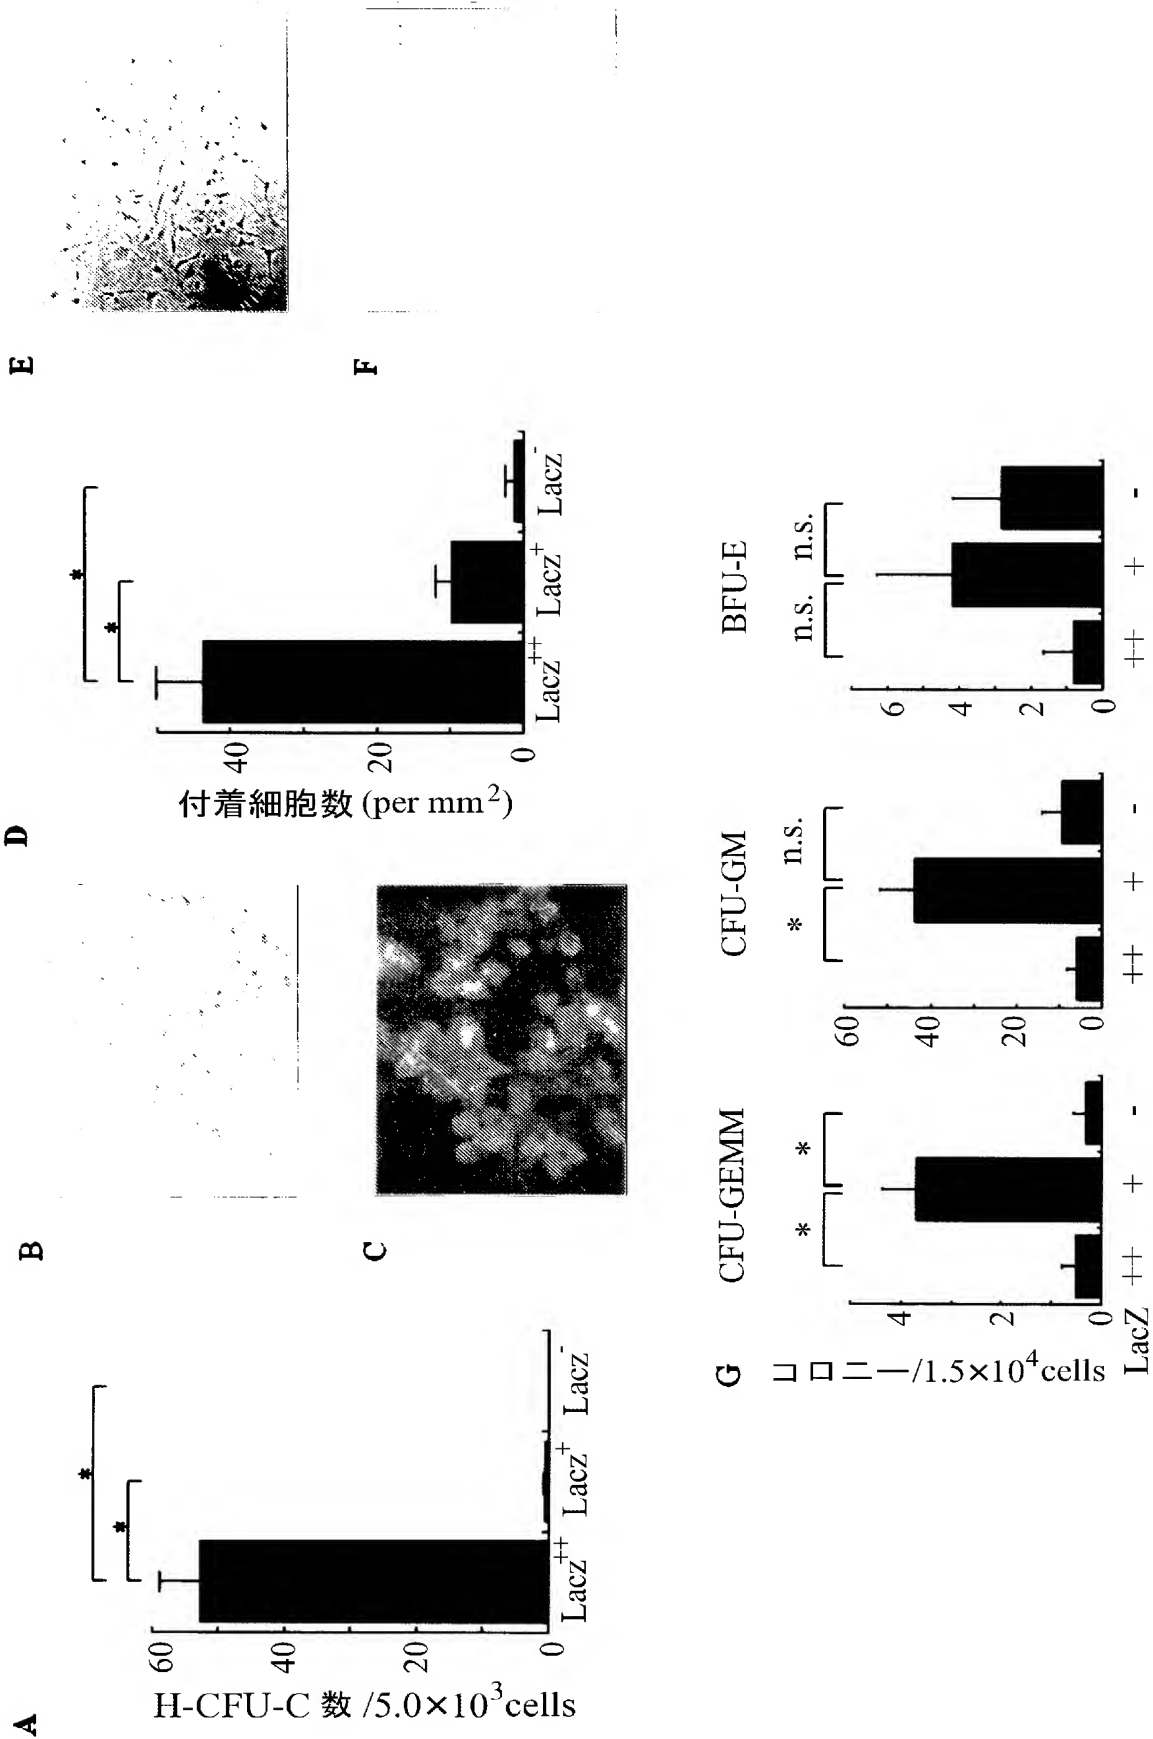 A
H-CFU-C 数 /5.0×10³cells
60
40
20
0
*
*
Lacz⁺⁺
Lacz⁺
Lacz⁻
B
C
D
付着細胞数 (per mm²)
40
20
0
*
*
Lacz⁺⁺
Lacz⁺
Lacz⁻
E
F
G
コロニー/1.5×10⁴cells
CFU-GEMM
4
2
0
* *
LacZ ++ + -
CFU-GM
60
40
20
0
* n.s.
++ + -
BFU-E
6
4
2
0
n.s. n.s.
++ + -